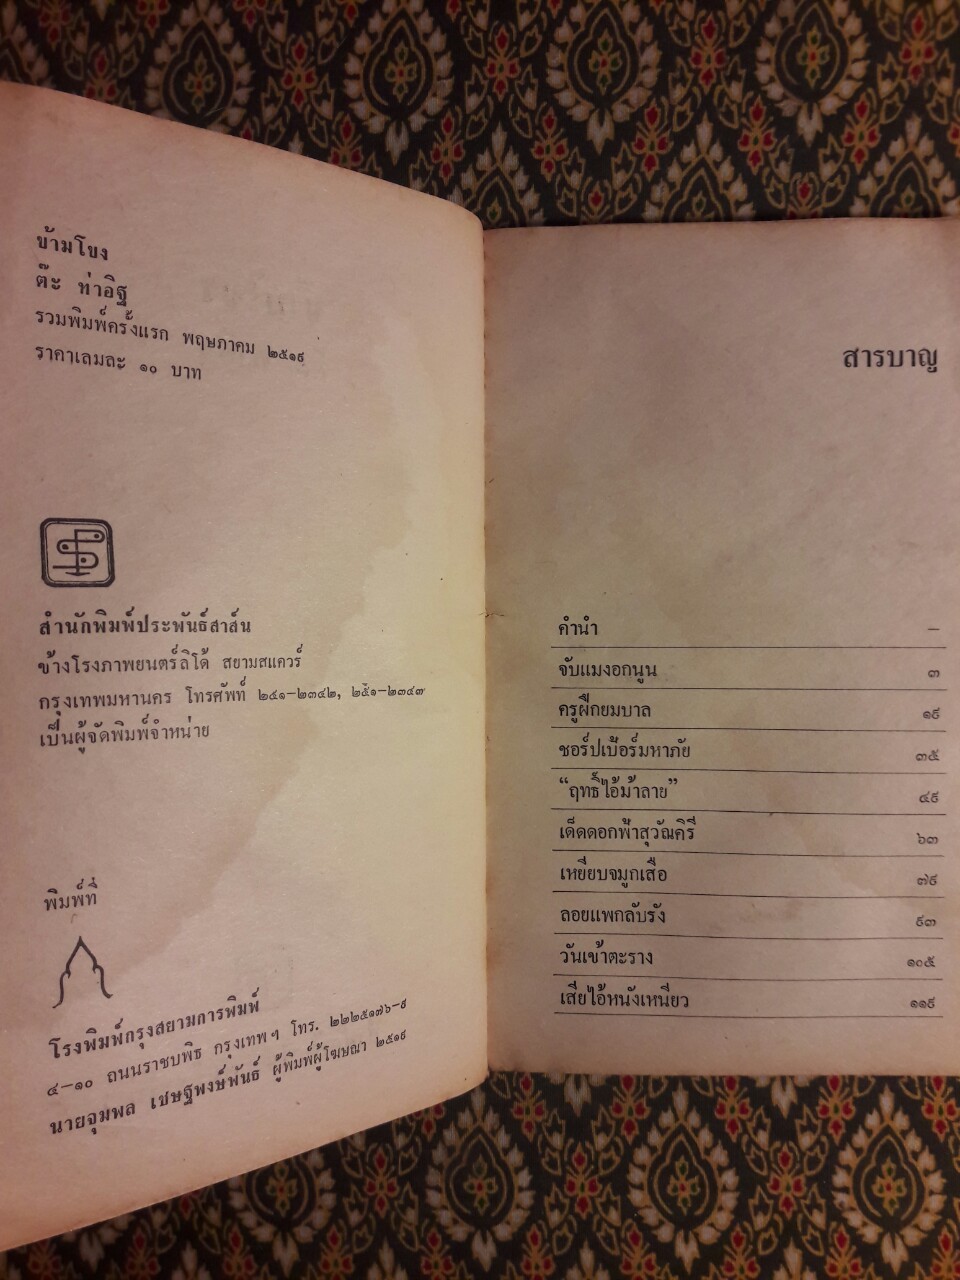 ข้ามโขง
ต๊ะ ท่าอิฐ
รวมพิมพ์ครั้งแรก พฤษภาคม ๒๕๑๙
ราคาเลมละ ๑๐ บาท
สำนักพิมพ์ประพันธ์สาส์น
ข้างโรงภาพยนตร์ลิโด้ สยามสแควร์
กรุงเทพมหานคร โทรศัพท์ ๒๕๑-๒๓๔๒, ๒๕๑-๒๓๔๓
เป็นผู้จัดพิมพ์จำหน่าย
พิมพ์ที่
โรงพิมพ์กรุงสยามการพิมพ์
๔-๑๐ ถนนราชบพิธ กรุงเทพฯ โทร. ๒๒๒๕๑๗๖-๙
นายจุมพล เชษฐีพงษ์พันธ์ ผู้พิมพ์ผู้โฆษณา ๒๕๑๙
สารบาญ
คำนำ —
จับแมงอกนูน ๓
ครูฝึกยมบาล ๑๙
ชอร์ปเป้อร์มหาภัย ๓๕
“ฤทธิ์ไอ้ม้าลาย” ๔๙
เด็ดดอกฟ้าสุวัณคิรี ๖๓
เหยียบจมูกเสือ ๗๙
ลอยแพกลับรัง ๙๓
วันเข้าตะราง ๑๐๕
เสียไอ้หนังเหนียว ๑๑๙